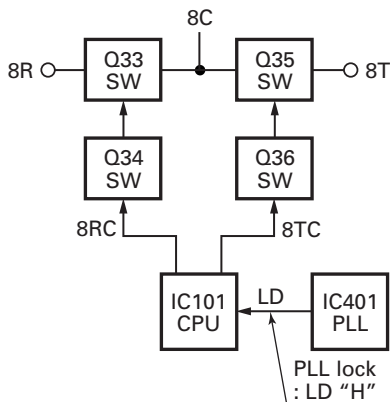 8C
8R
Q33
SW
Q35
SW
8T
Q34
SW
Q36
SW
8RC
8TC
IC101
CPU
LD
IC401
PLL
PLL lock
: LD “H”